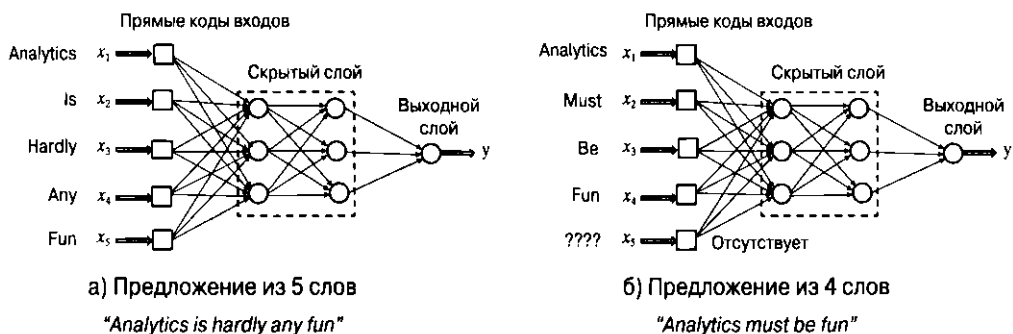 Прямые коды входов
Analytics x₁
Is x₂
Hardly x₃
Any x₄
Fun x₅
Скрытый слой
Выходной
слой
y
а) Предложение из 5 слов
"Analytics is hardly any fun"
Прямые коды входов
Analytics x₁
Must x₂
Be x₃
Fun x₄
???? x₅
Отсутствует
Скрытый слой
Выходной
слой
y
б) Предложение из 4 слов
"Analytics must be fun"